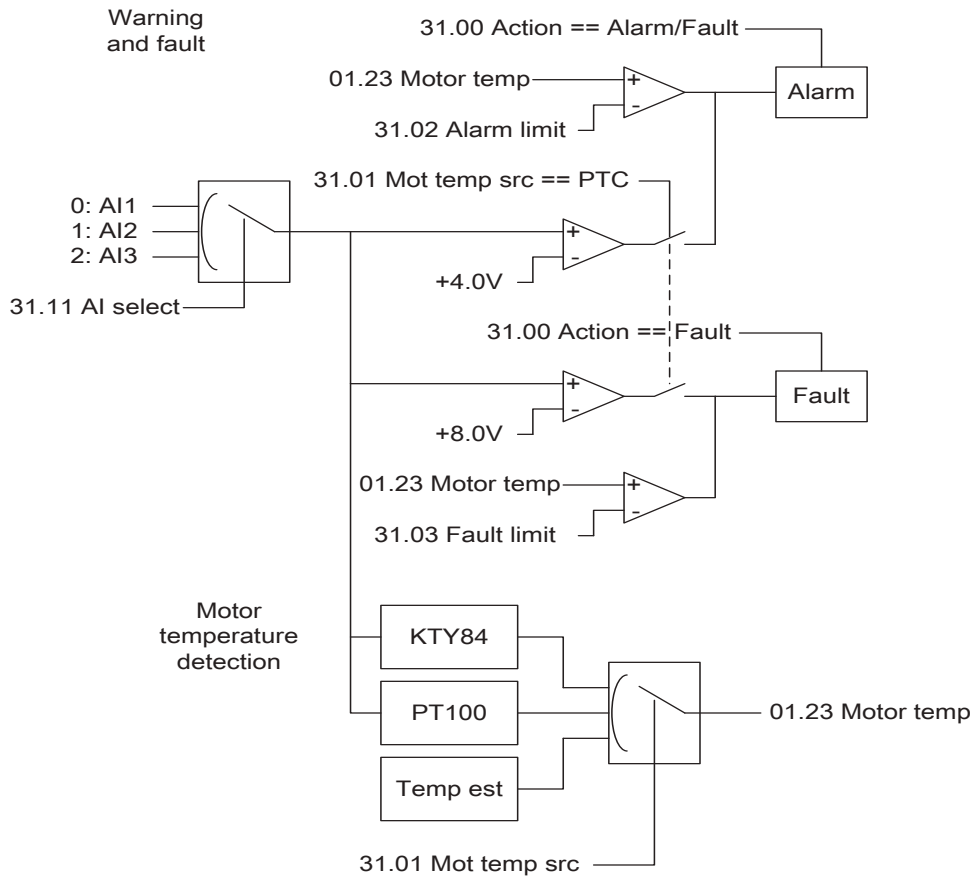 Warning
and fault
31.00 Action == Alarm/Fault
01.23 Motor temp
+
-
Alarm
31.02 Alarm limit
31.01 Mot temp src == PTC
0: AI1
1: AI2
2: AI3
+
-
+4.0V
31.11 AI select
31.00 Action == Fault
+
-
Fault
+8.0V
01.23 Motor temp
+
-
31.03 Fault limit
Motor
temperature
detection
KTY84
PT100
01.23 Motor temp
Temp est
31.01 Mot temp src